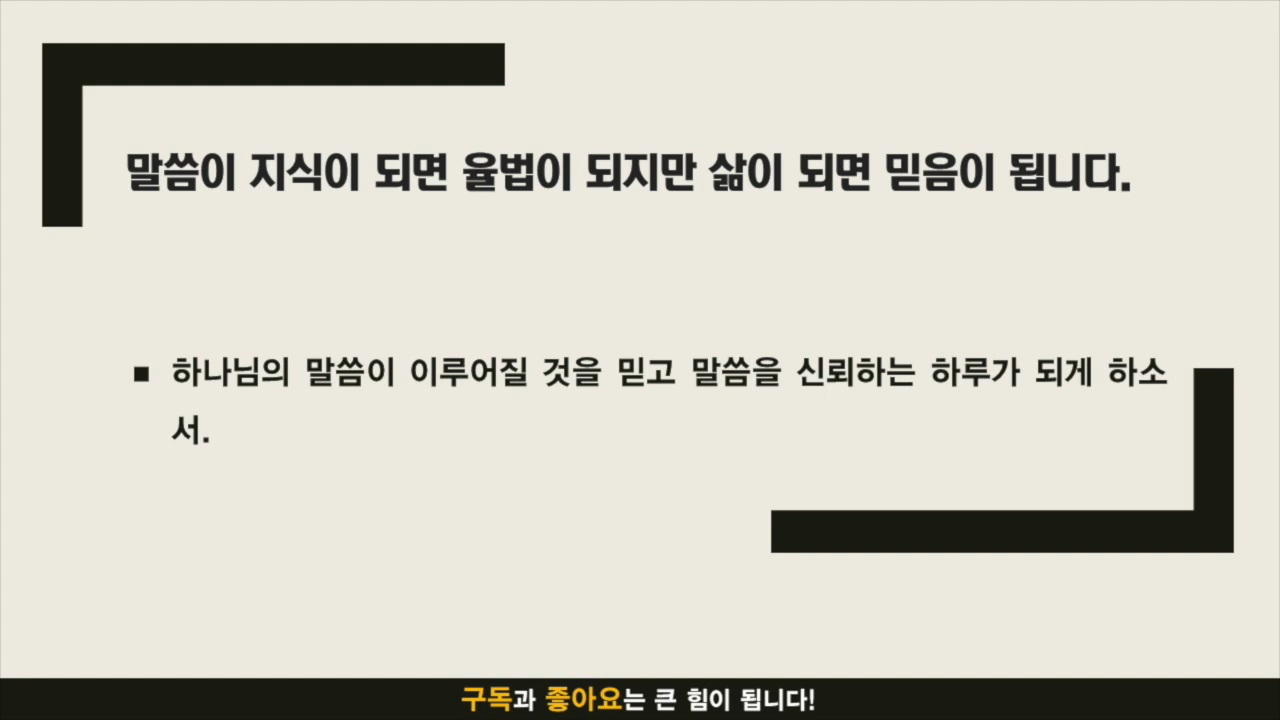 말씀이 지식이 되면 율법이 되지만 삶이 되면 믿음이 됩니다.
■ 하나님의 말씀이 이루어질 것을 믿고 말씀을 신뢰하는 하루가 되게 하소
서.
구독과 좋아요는 큰 힘이 됩니다!